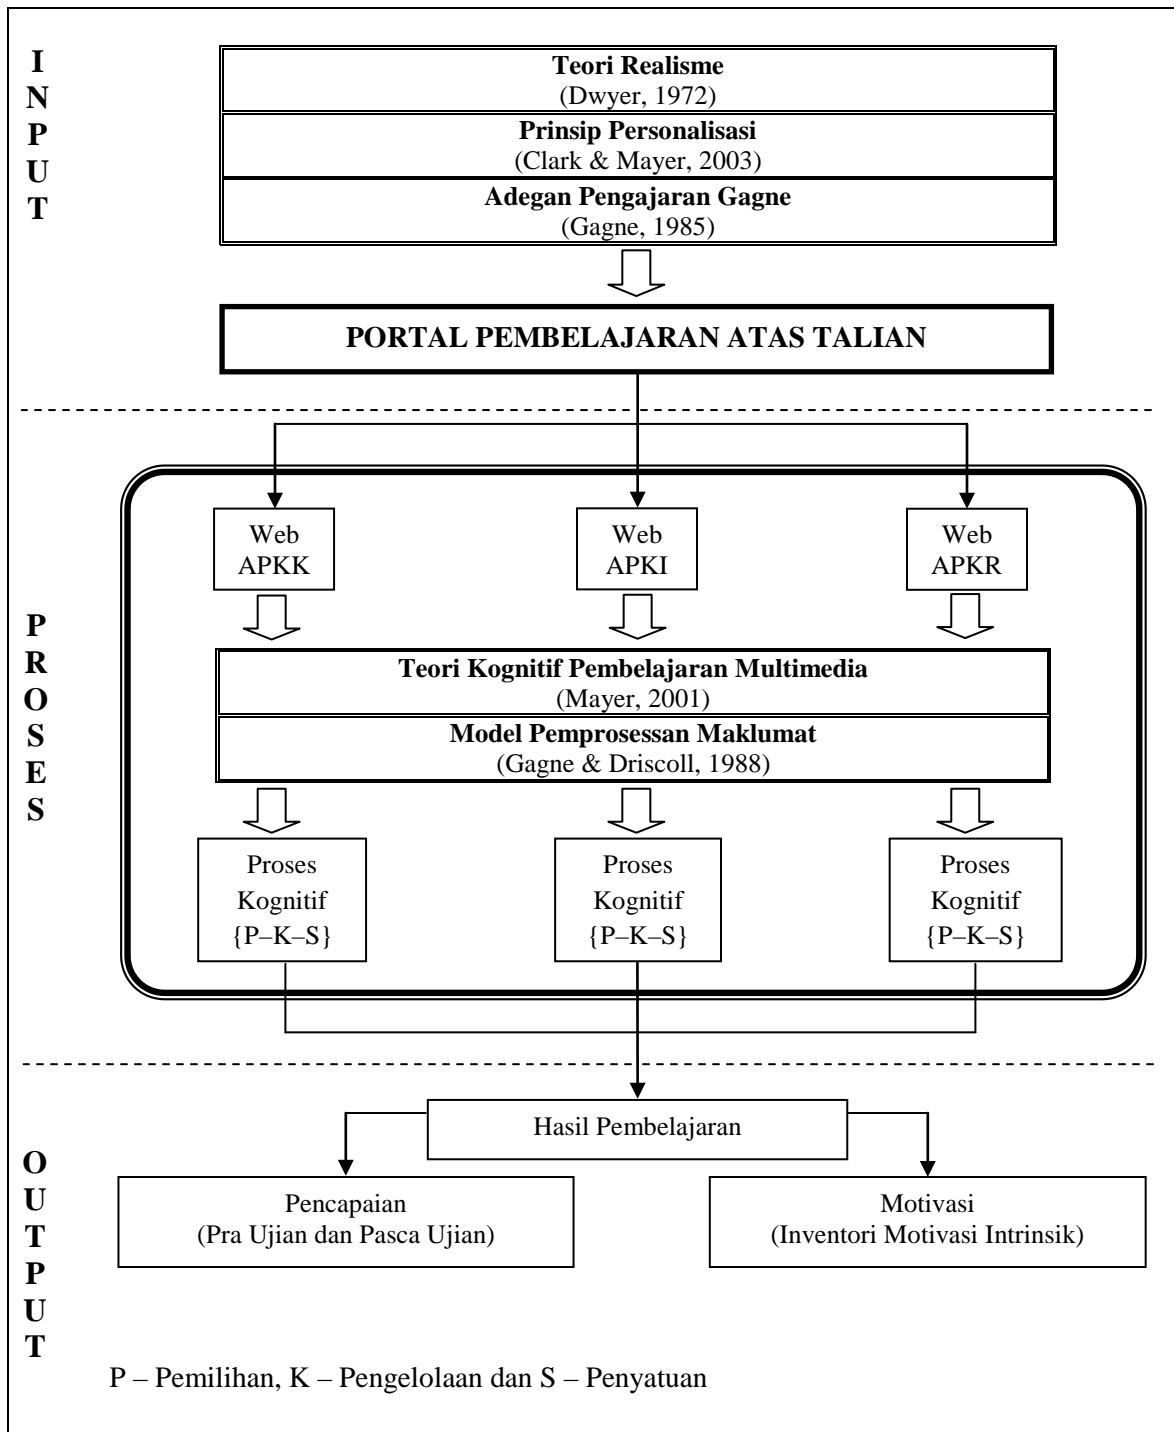 INPUT
Teori Realisme
(Dwyer, 1972)
Prinsip Personalisasi
(Clark & Mayer, 2003)
Adegan Pengajaran Gagne
(Gagne, 1985)
PORTAL PEMBELAJARAN ATAS TALIAN
PROSES
Web
APKK
Web
APKI
Web
APKR
Teori Kognitif Pembelajaran Multimedia
(Mayer, 2001)
Model Pemprosessan Maklumat
(Gagne & Driscoll, 1988)
Proses
Kognitif
{P–K–S}
Proses
Kognitif
{P–K–S}
Proses
Kognitif
{P–K–S}
OUTPUT
Hasil Pembelajaran
Pencapaian
(Pra Ujian dan Pasca Ujian)
Motivasi
(Inventori Motivasi Intrinsik)
P – Pemilihan, K – Pengelolaan dan S – Penyatuan